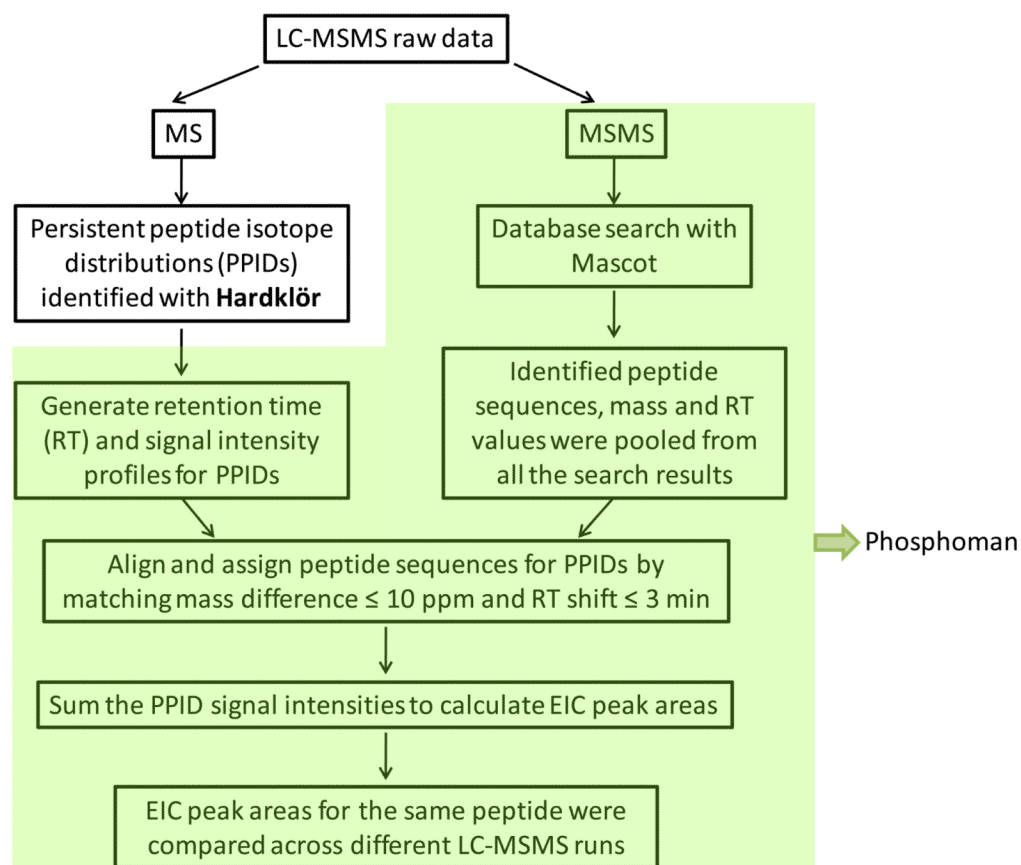 LC-MSMS raw data
MS
MSMS
Persistent peptide isotope
distributions (PPIDs)
identified with Hardklör
Database search with
Mascot
Generate retention time
(RT) and signal intensity
profiles for PPIDs
Identified peptide
sequences, mass and RT
values were pooled from
all the search results
Align and assign peptide sequences for PPIDs by
matching mass difference ≤ 10 ppm and RT shift ≤ 3 min
Phosphoman
Sum the PPID signal intensities to calculate EIC peak areas
EIC peak areas for the same peptide were
compared across different LC-MSMS runs